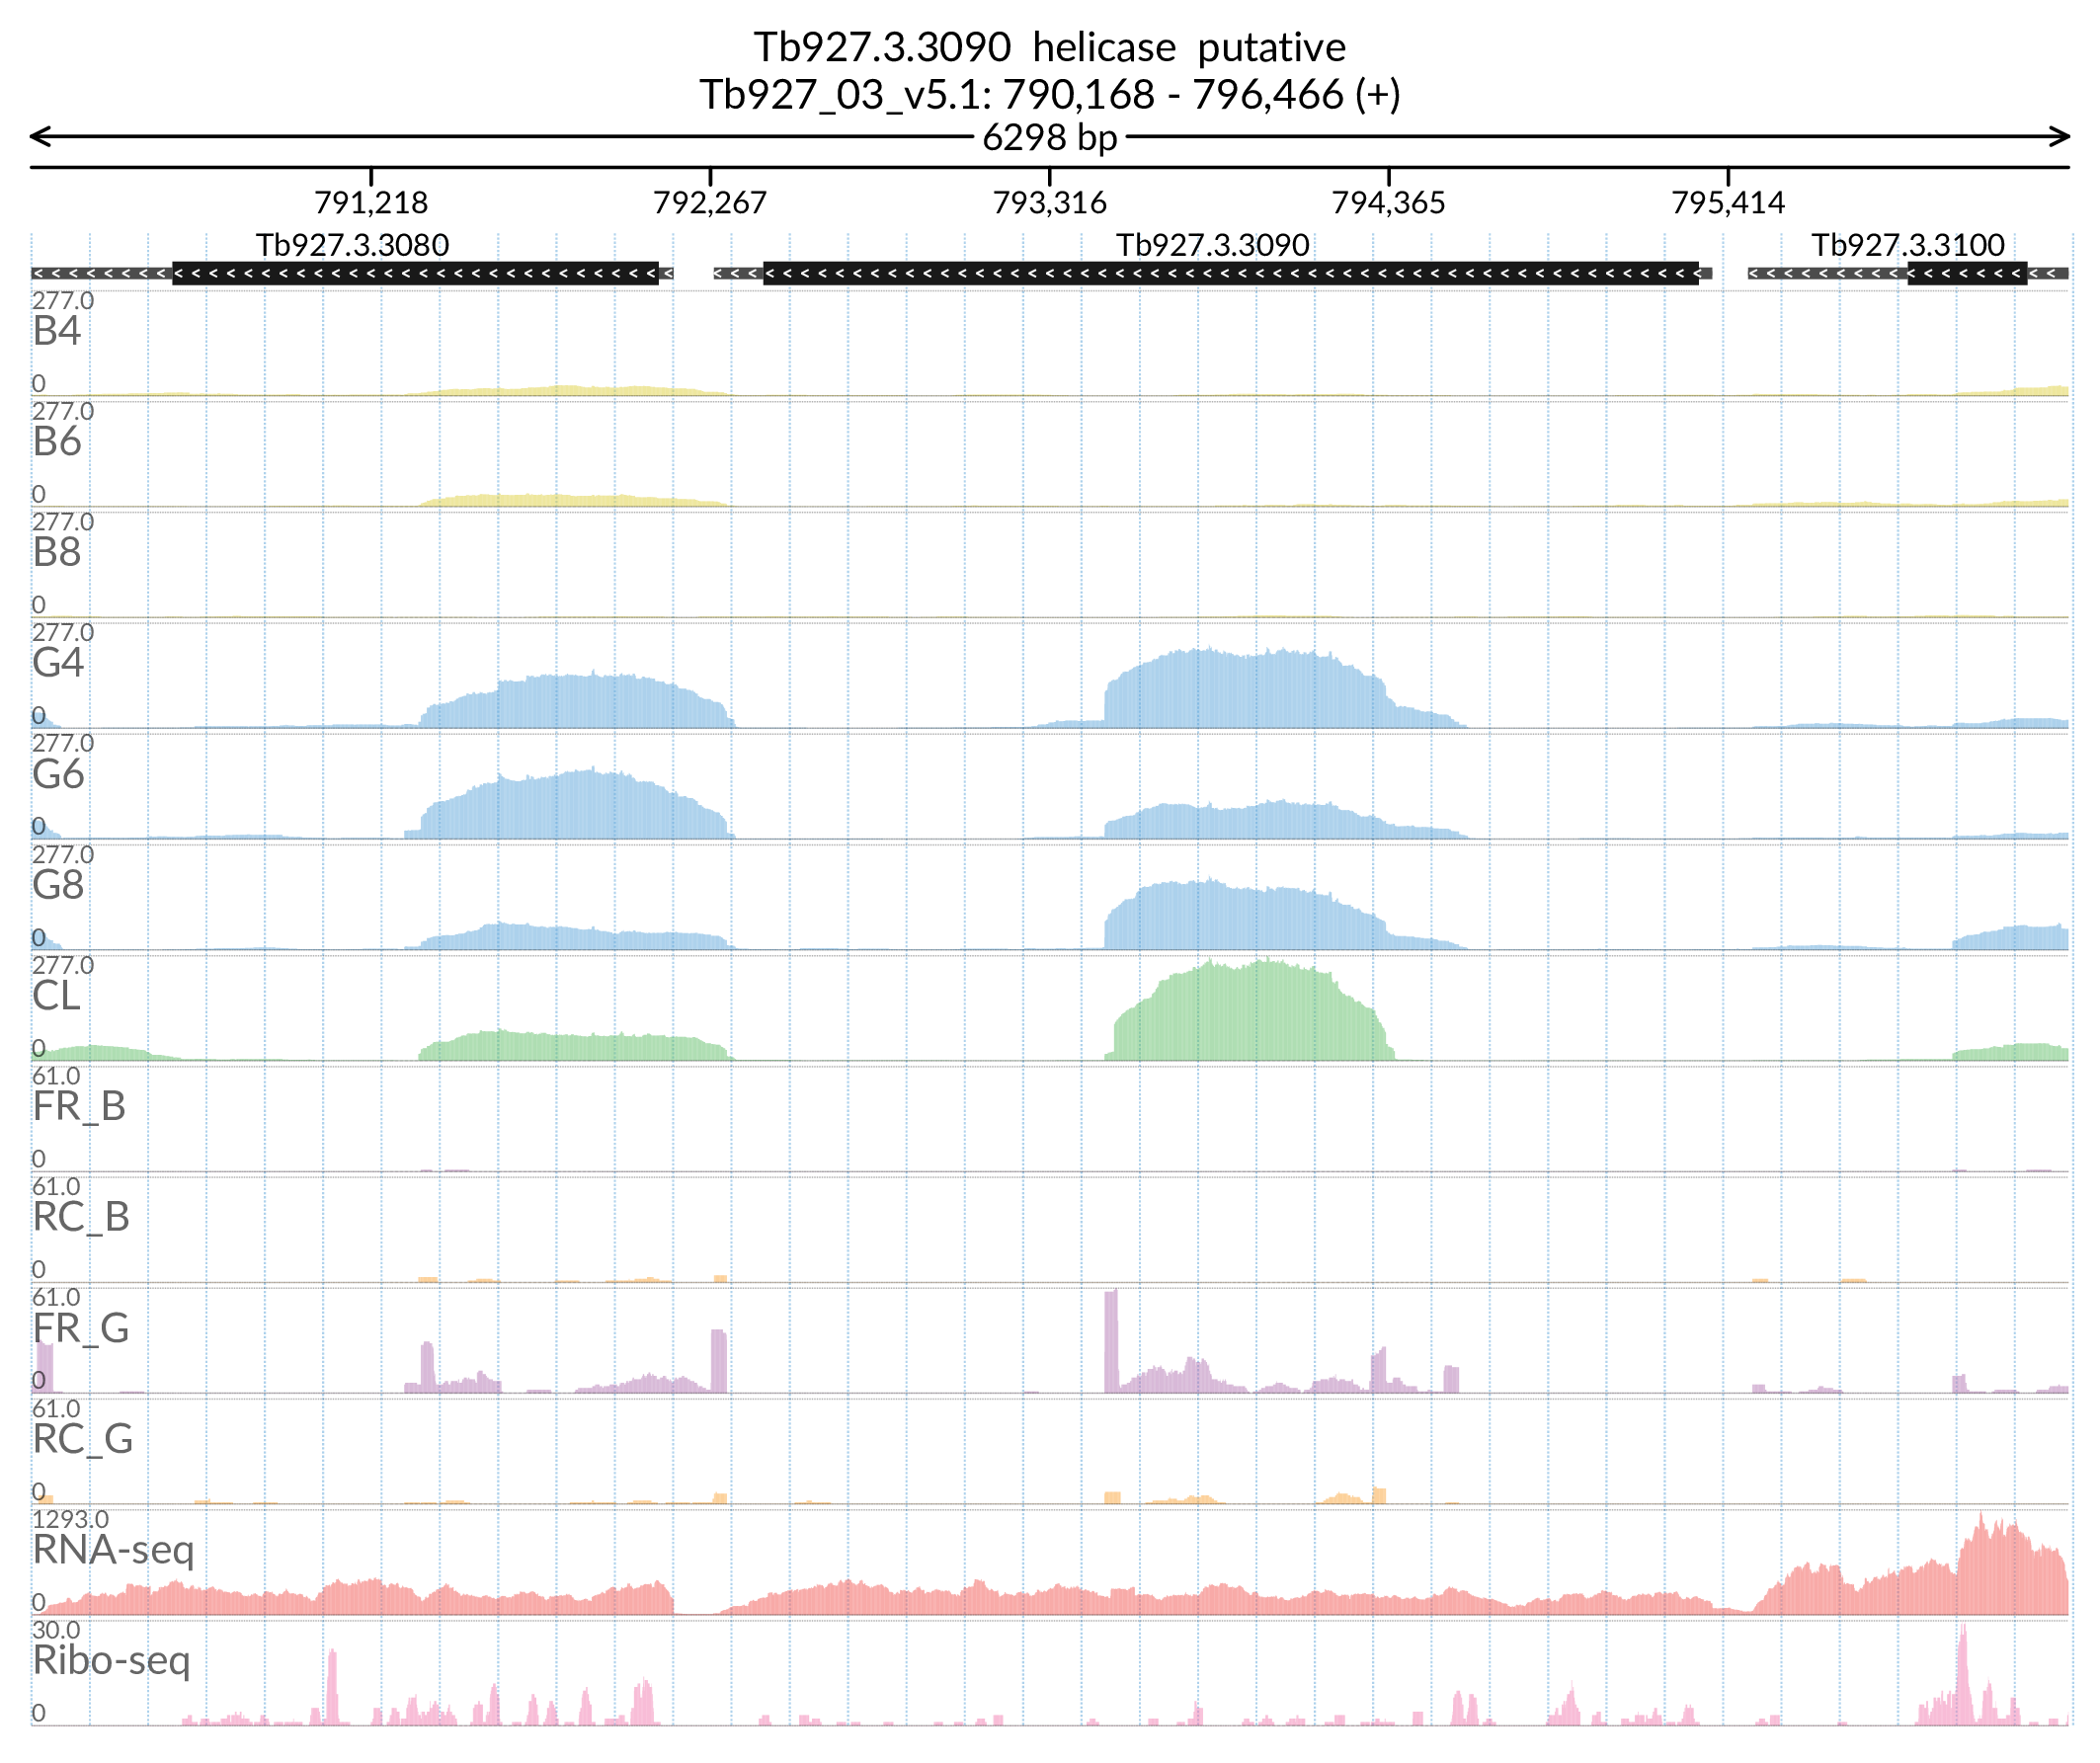 Tb927.3.3090 helicase putative
Tb927_03_v5.1: 790,168 - 796,466 (+)
6298 bp
791,218 792,267 793,316 794,365 795,414
Tb927.3.3080 Tb927.3.3090 Tb927.3.3100
277.0
B4
0
277.0
B6
0
277.0
B8
0
277.0
G4
0
277.0
G6
0
277.0
G8
0
277.0
CL
0
61.0
FR_B
0
61.0
RC_B
0
61.0
FR_G
0
61.0
RC_G
0
1293.0
RNA-seq
0
30.0
Ribo-seq
0